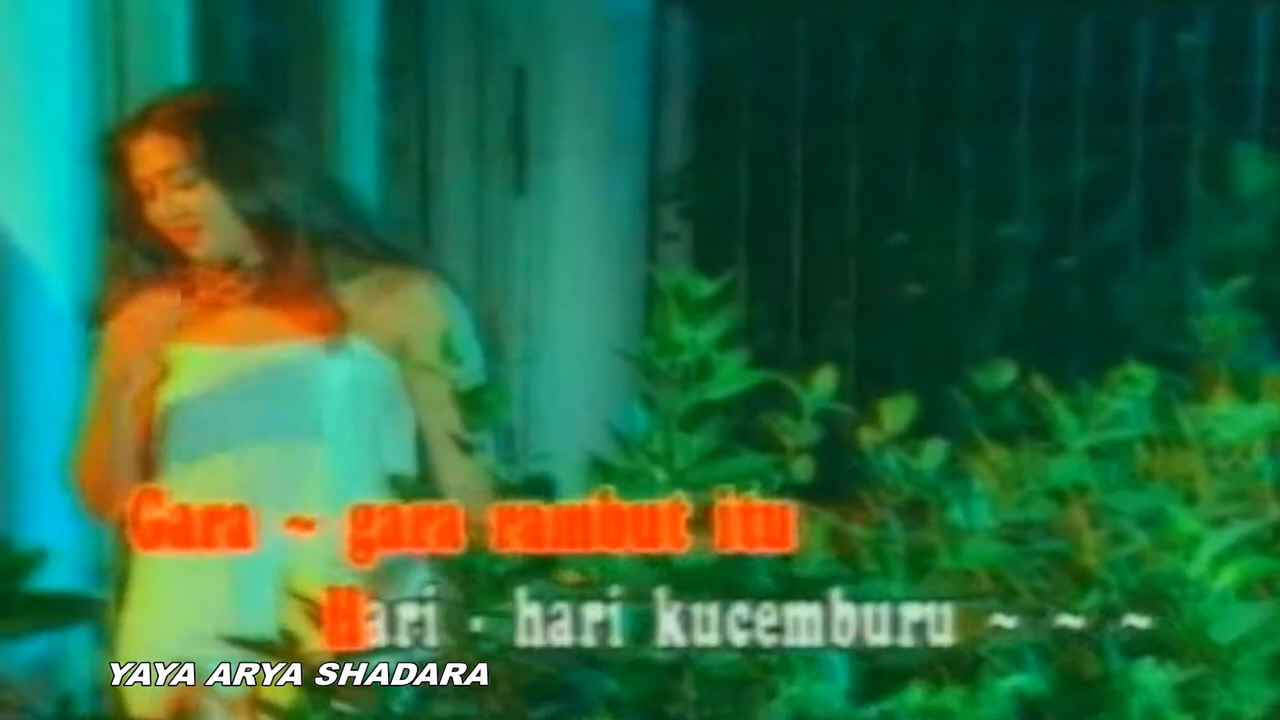 Gara ~ gara rambut itu
Hari - hari kucemburu ~ ~ ~
YAYA ARYA SHADARA